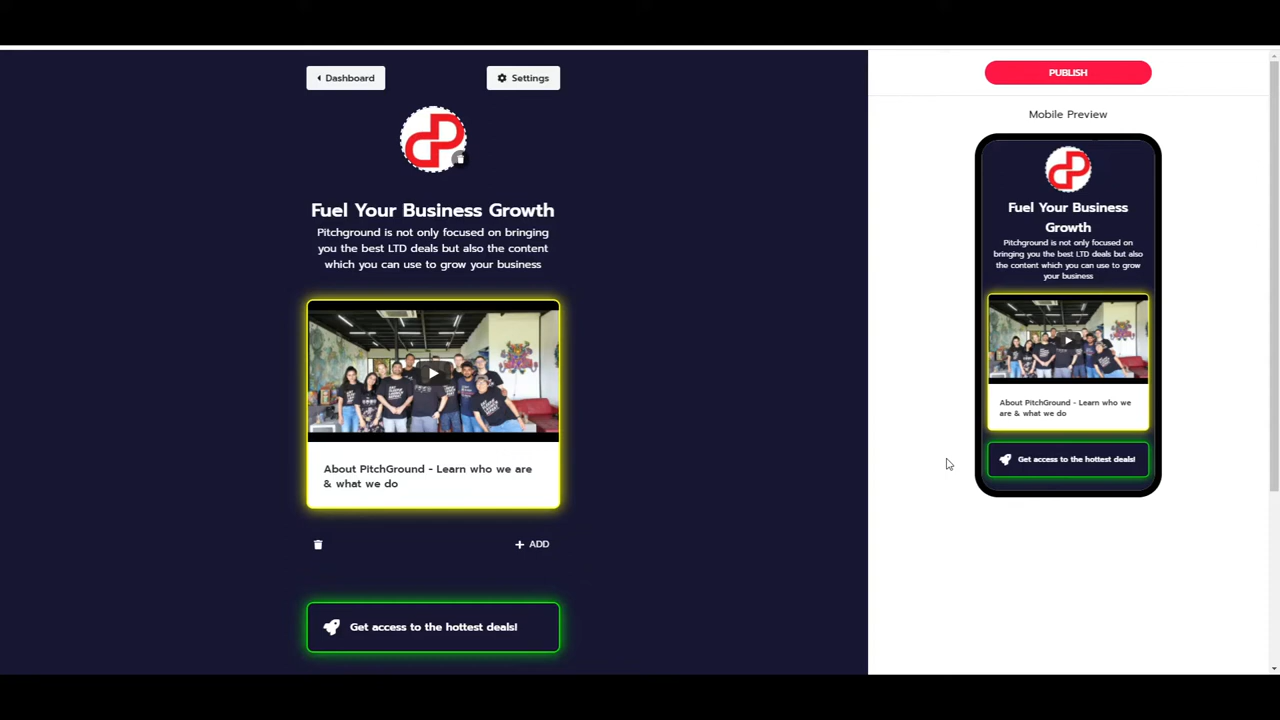 Dashboard
Settings
Fuel Your Business Growth
Pitchground is not only focused on bringing
you the best LTD deals but also the content
which you can use to grow your business
About PitchGround - Learn who we are
& what we do
ADD
Get access to the hottest deals!
PUBLISH
Mobile Preview
Fuel Your Business
Growth
Pitchground is not only focused on
bringing you the best LTD deals but also
the content which you can use to grow
your business
About PitchGround - Learn who we
are & what we do
Get access to the hottest deals!